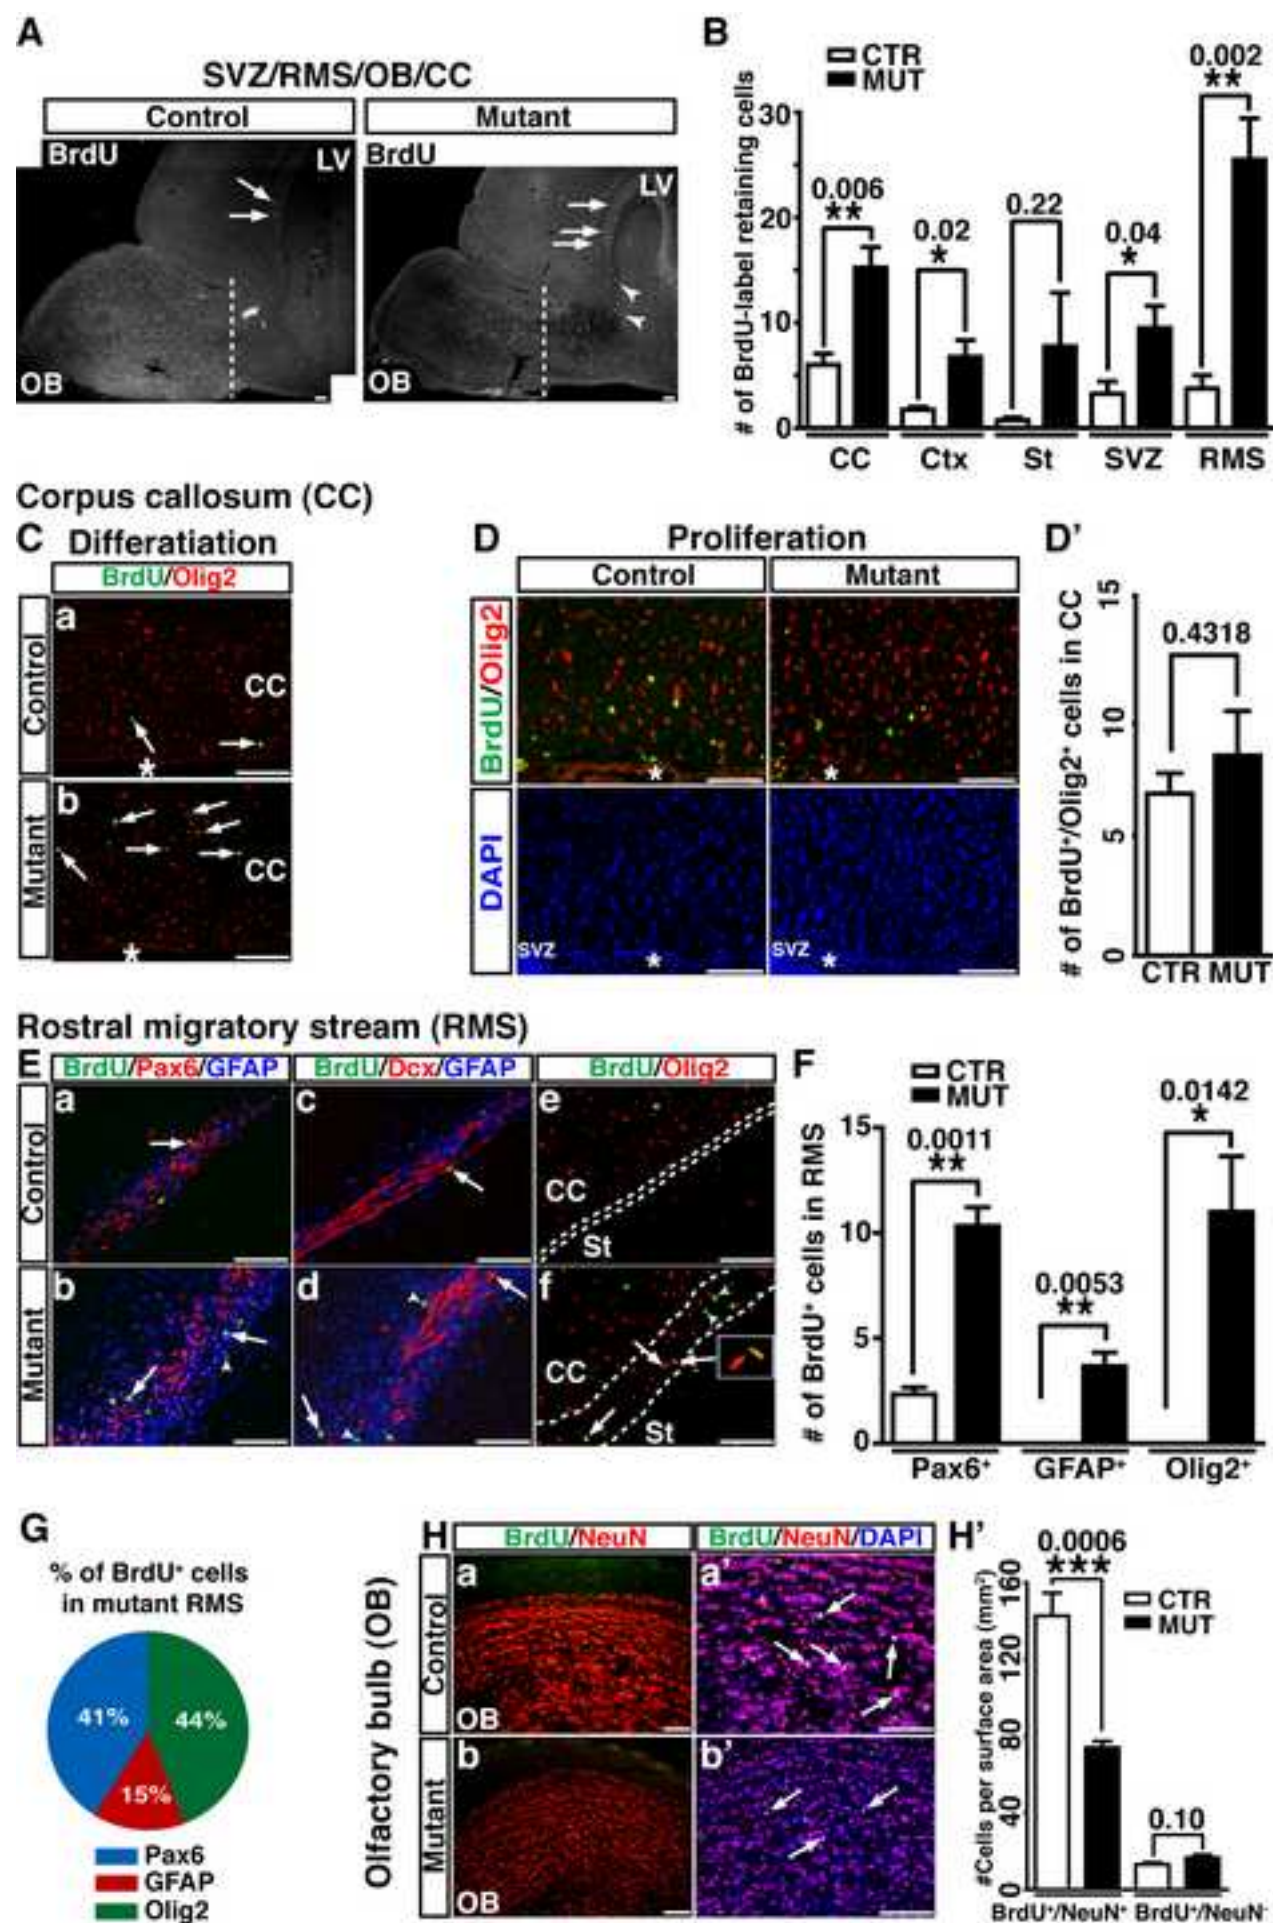 A
SVZ/RMS/OB/CC
Control
Mutant
BrdU
LV
OB
BrdU
LV
OB
B
CTR
MUT
# of BrdU-label retaining cells
30
20
10
0
0.006
**
0.02
*
0.22
0.04
*
0.002
**
CC
Ctx
St
SVZ
RMS
Corpus callosum (CC)
C
Differatiation
BrdU/Olig2
Control
a
CC
*
Mutant
b
CC
*
D
Proliferation
Control
Mutant
BrdU/Olig2
*
*
DAPI
SVZ
*
SVZ
*
D'
# of BrdU⁺/Olig2⁺ cells in CC
15
10
5
0
0.4318
CTR MUT
Rostral migratory stream (RMS)
E
BrdU/Pax6/GFAP
BrdU/Dcx/GFAP
BrdU/Olig2
Control
a
c
e
CC
St
Mutant
b
d
f
CC
St
F
CTR
MUT
# of BrdU⁺ cells in RMS
15
10
5
0
0.0011
**
0.0053
**
0.0142
*
Pax6⁺
GFAP⁺
Olig2⁺
G
% of BrdU⁺ cells
in mutant RMS
41%
44%
15%
Pax6
GFAP
Olig2
Olfactory bulb (OB)
H
BrdU/NeuN
BrdU/NeuN/DAPI
Control
a
OB
a'
Mutant
b
OB
b'
H'
#Cells per surface area (mm²)
160
120
80
40
0
0.0006
***
CTR
MUT
0.10
BrdU⁺/NeuN⁺
BrdU⁺/NeuN⁻